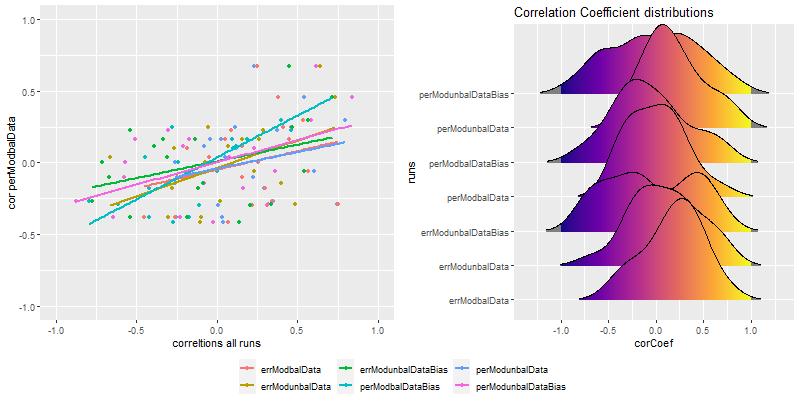 Correlation Coefficient distributions
cor perModbalData
1.0
0.5
0.0
-0.5
-1.0
-1.0
-0.5
0.0
0.5
1.0
correltions all runs
runs
perModunbalDataBias
perModunbalData
perModbalDataBias
perModbalData
errModunbalDataBias
errModunbalData
errModbalData
-1.0
-0.5
0.0
0.5
1.0
corCoef
errModbalData
errModunbalDataBias
perModunbalData
errModunbalData
perModbalDataBias
perModunbalDataBias